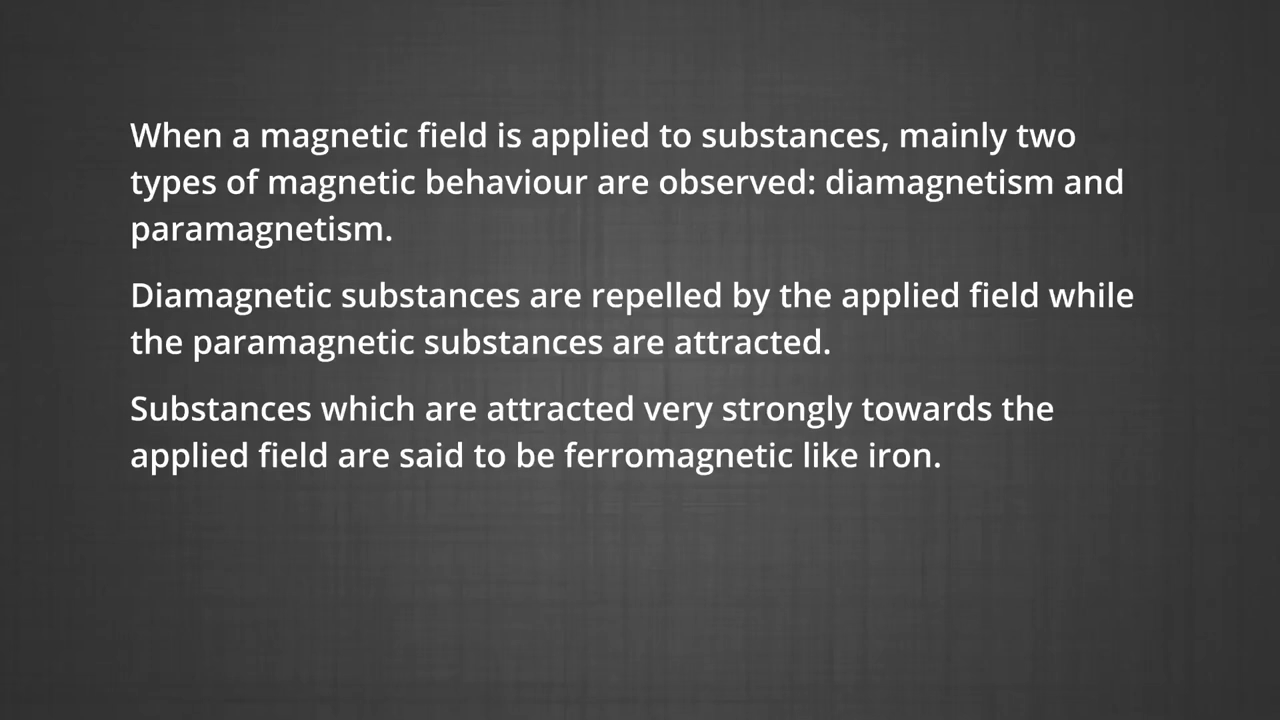 When a magnetic field is applied to substances, mainly two
types of magnetic behaviour are observed: diamagnetism and
paramagnetism.
Diamagnetic substances are repelled by the applied field while
the paramagnetic substances are attracted.
Substances which are attracted very strongly towards the
applied field are said to be ferromagnetic like iron.